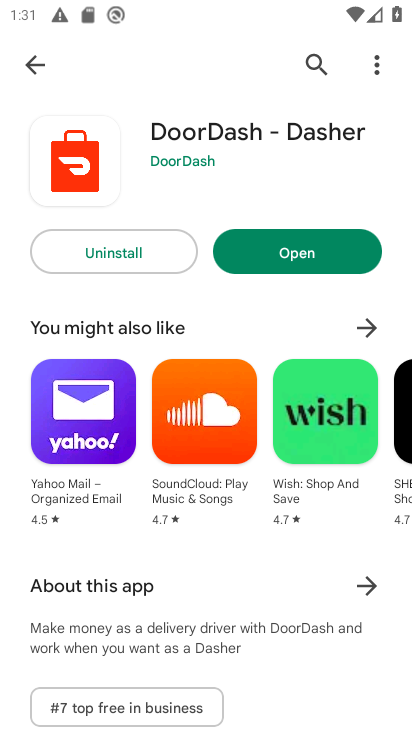 1:31
DoorDash - Dasher
DoorDash
Uninstall
Open
You might also like
yahoo!
wish
Yahoo Mail –
Organized Email
4.5 ★
SoundCloud: Play
Music & Songs
4.7 ★
Wish: Shop And
Save
4.7 ★
SHE
Sho
4.7
About this app
Make money as a delivery driver with DoorDash and
work when you want as a Dasher
#7 top free in business